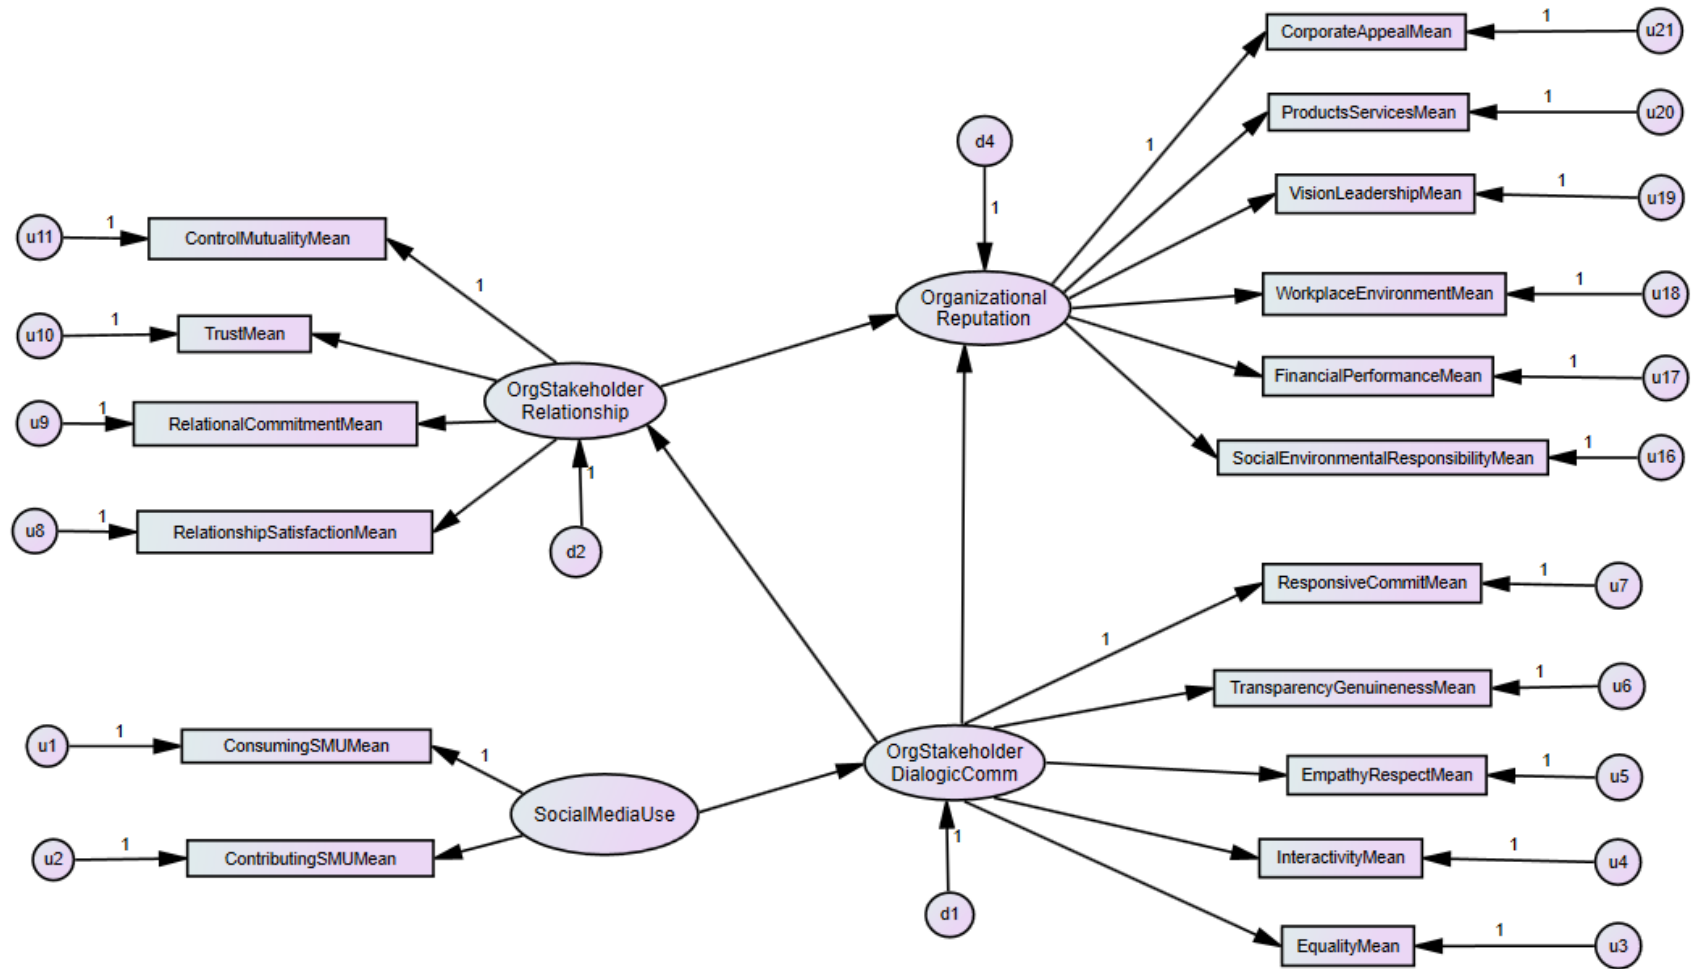 1
CorporateAppealMean
u21
1
ProductsServicesMean
u20
d4
1
1
VisionLeadershipMean
u19
1
1
u11
1
ControlMutualityMean
1
Organizational
Reputation
WorkplaceEnvironmentMean
1
u18
u10
1
TrustMean
FinancialPerformanceMean
1
u17
OrgStakeholder
Relationship
u9
1
RelationalCommitmentMean
SocialEnvironmentalResponsibilityMean
1
u16
1
u8
1
RelationshipSatisfactionMean
d2
ResponsiveCommitMean
1
u7
1
TransparencyGenuinenessMean
1
u6
u1
1
ConsumingSMUMean
1
OrgStakeholder
DialogicComm
EmpathyRespectMean
1
u5
SocialMediaUse
u2
1
ContributingSMUMean
1
InteractivityMean
1
u4
d1
EqualityMean
1
u3